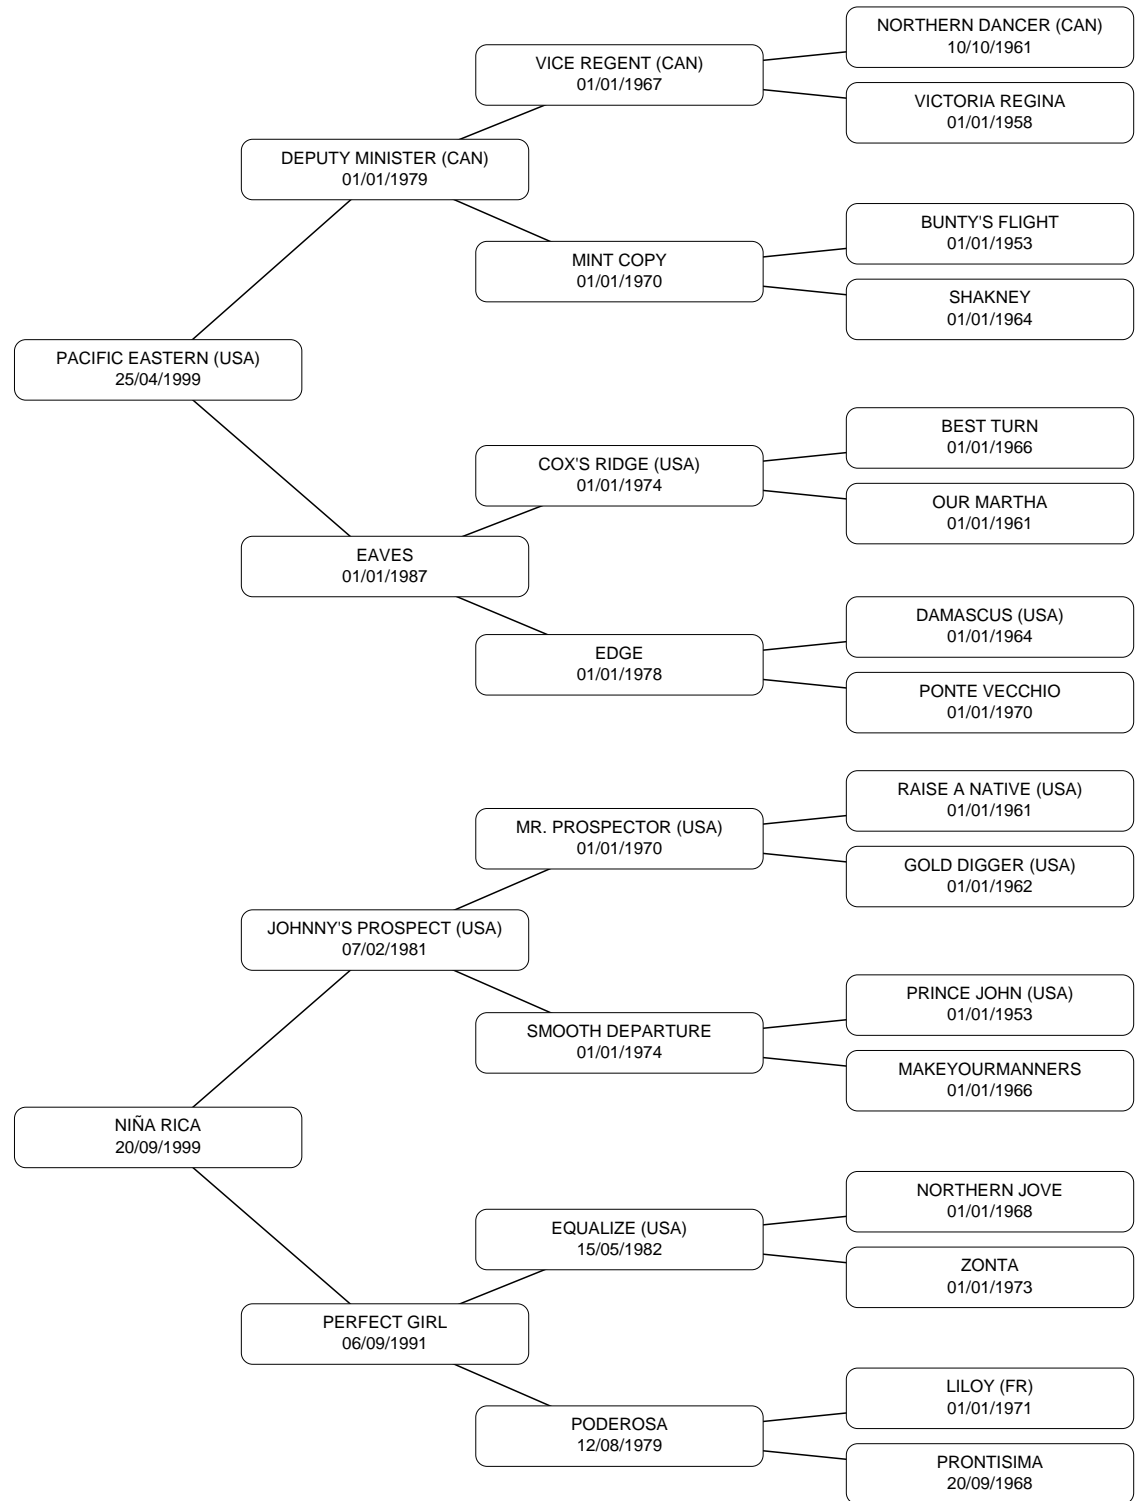 NORTHERN DANCER (CAN)
10/10/1961
VICE REGENT (CAN)
01/01/1967
VICTORIA REGINA
01/01/1958
DEPUTY MINISTER (CAN)
01/01/1979
BUNTY'S FLIGHT
01/01/1953
MINT COPY
01/01/1970
SHAKNEY
01/01/1964
PACIFIC EASTERN (USA)
25/04/1999
BEST TURN
01/01/1966
COX'S RIDGE (USA)
01/01/1974
OUR MARTHA
01/01/1961
EAVES
01/01/1987
DAMASCUS (USA)
01/01/1964
EDGE
01/01/1978
PONTE VECCHIO
01/01/1970
RAISE A NATIVE (USA)
01/01/1961
MR. PROSPECTOR (USA)
01/01/1970
GOLD DIGGER (USA)
01/01/1962
JOHNNY'S PROSPECT (USA)
07/02/1981
PRINCE JOHN (USA)
01/01/1953
SMOOTH DEPARTURE
01/01/1974
MAKEYOURMANNERS
01/01/1966
NIÑA RICA
20/09/1999
NORTHERN JOVE
01/01/1968
EQUALIZE (USA)
15/05/1982
ZONTA
01/01/1973
PERFECT GIRL
06/09/1991
LILOY (FR)
01/01/1971
PODEROSA
12/08/1979
PRONTISIMA
20/09/1968